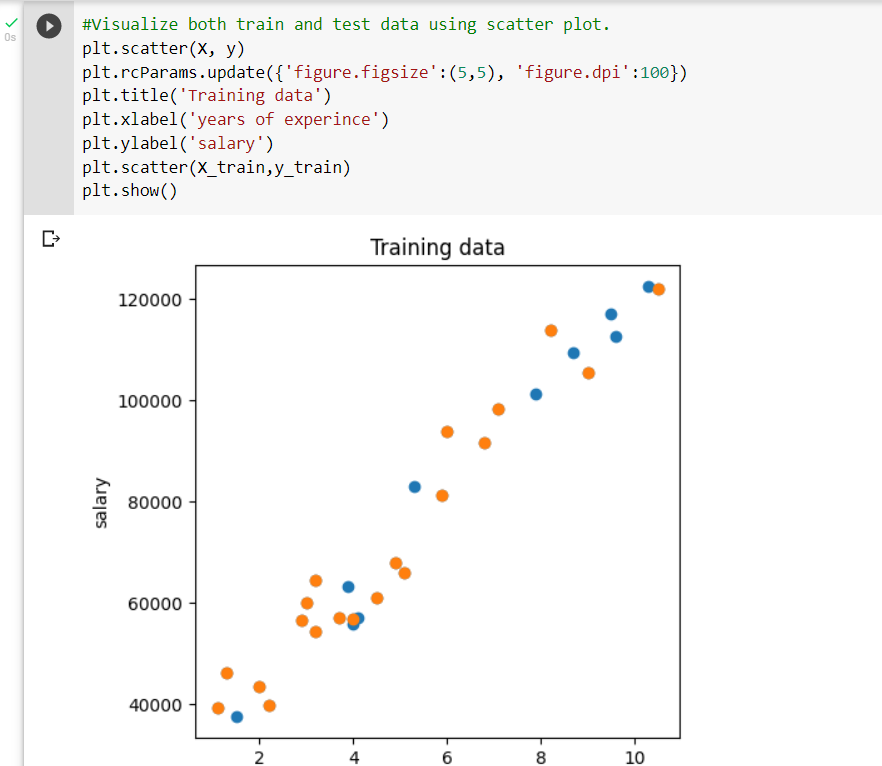 #Visualize both train and test data using scatter plot.
plt.scatter(X, y)
plt.rcParams.update({'figure.figsize':(5,5), 'figure.dpi':100})
plt.title('Training data')
plt.xlabel('years of experince')
plt.ylabel('salary')
plt.scatter(X_train,y_train)
plt.show()
0s
Training data
120000
100000
80000
60000
40000
salary
2 4 6 8 10